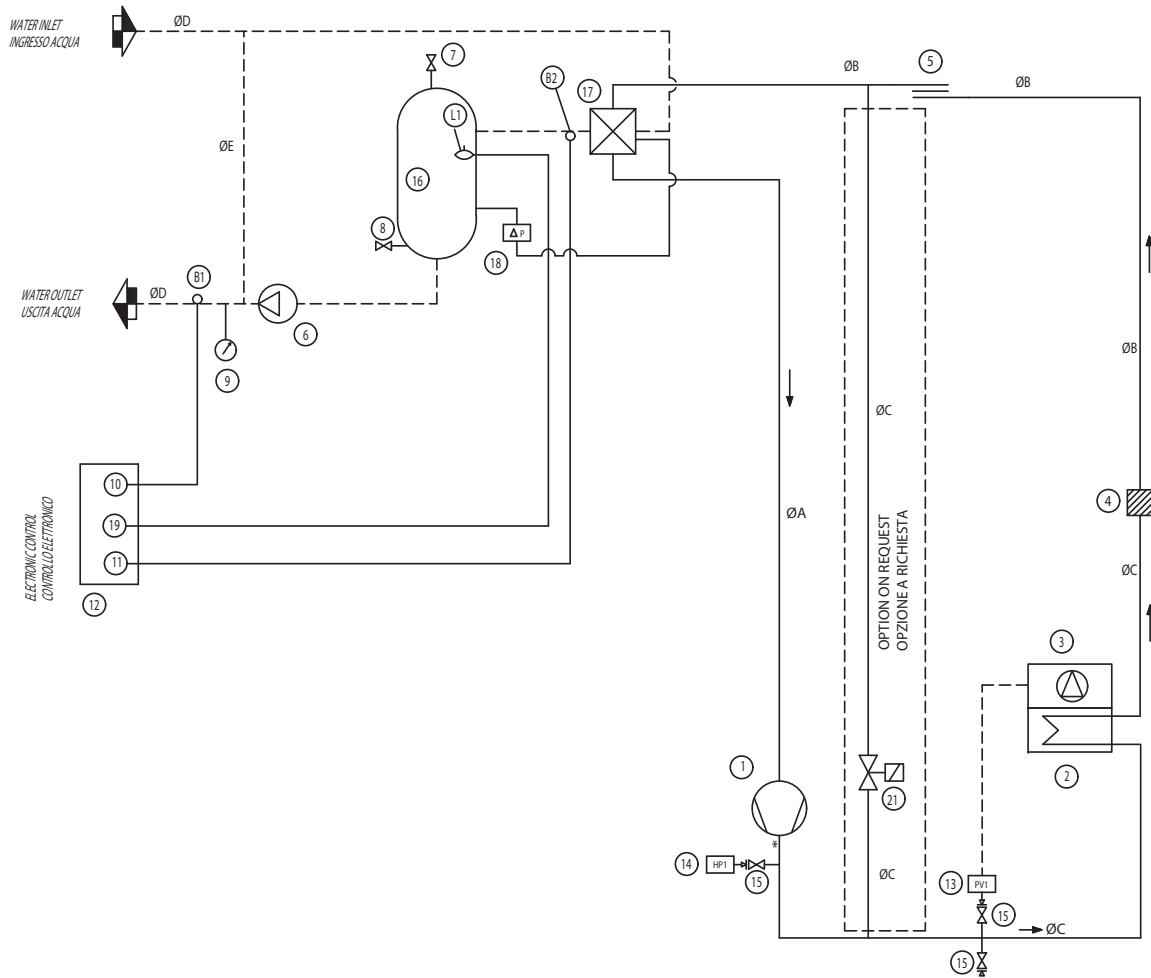 WATER INLET
INGRESSO ACQUA
ØD
7
B2
17
ØB
5
ØB
L1
ØE
16
8
ΔP
18
B1
WATER OUTLET
USCITA ACQUA
ØD
6
9
ØB
ØC
10
19
11
12
ELECTRONIC CONTROL
CONTROLLO ELETTRONICO
ØA
4
ØC
OPTION ON REQUEST
OPZIONE A RICHIESTA
3
1
21
2
*
14
HP1
15
ØC
13
PV1
15
ØC
15